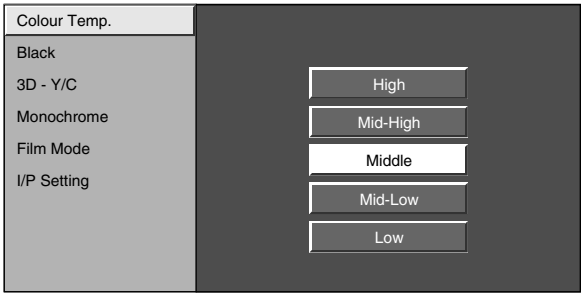 Colour Temp.
Black
3D - Y/C
Monochrome
Film Mode
I/P Setting
High
Mid-High
Middle
Mid-Low
Low